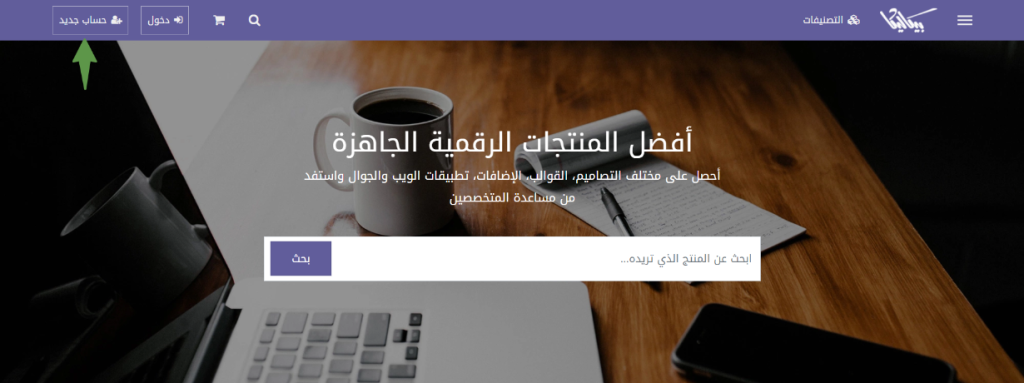 بيكاليكا
التصنيفات
دخول
حساب جديد
أفضل المنتجات الرقمية الجاهزة
أحصل على مختلف التصاميم، القوالب، الإضافات، تطبيقات الويب والجوال واستفد
من مساعدة المتخصصين
ابحث عن المنتج الذي تريده...
بحث